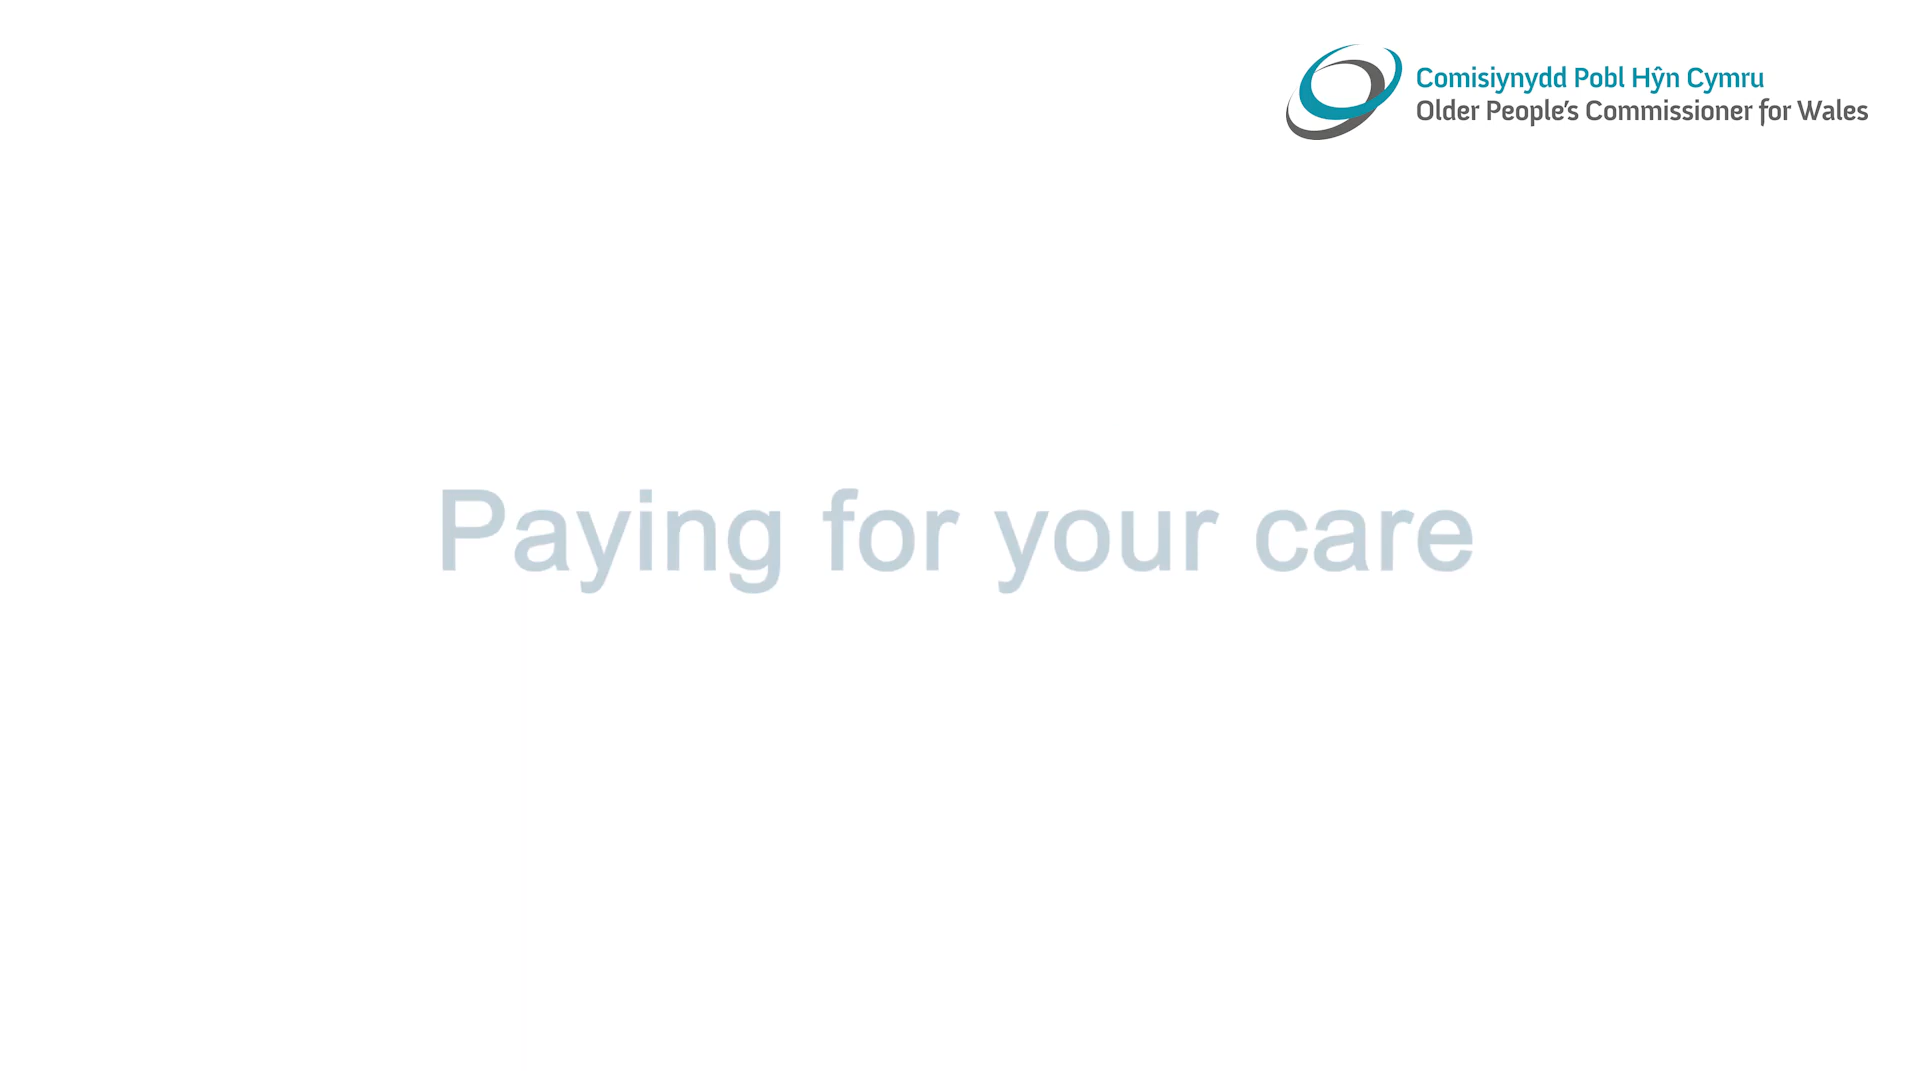 Comisiynydd Pobl Hŷn Cymru
Older People's Commissioner for Wales
Paying for your care